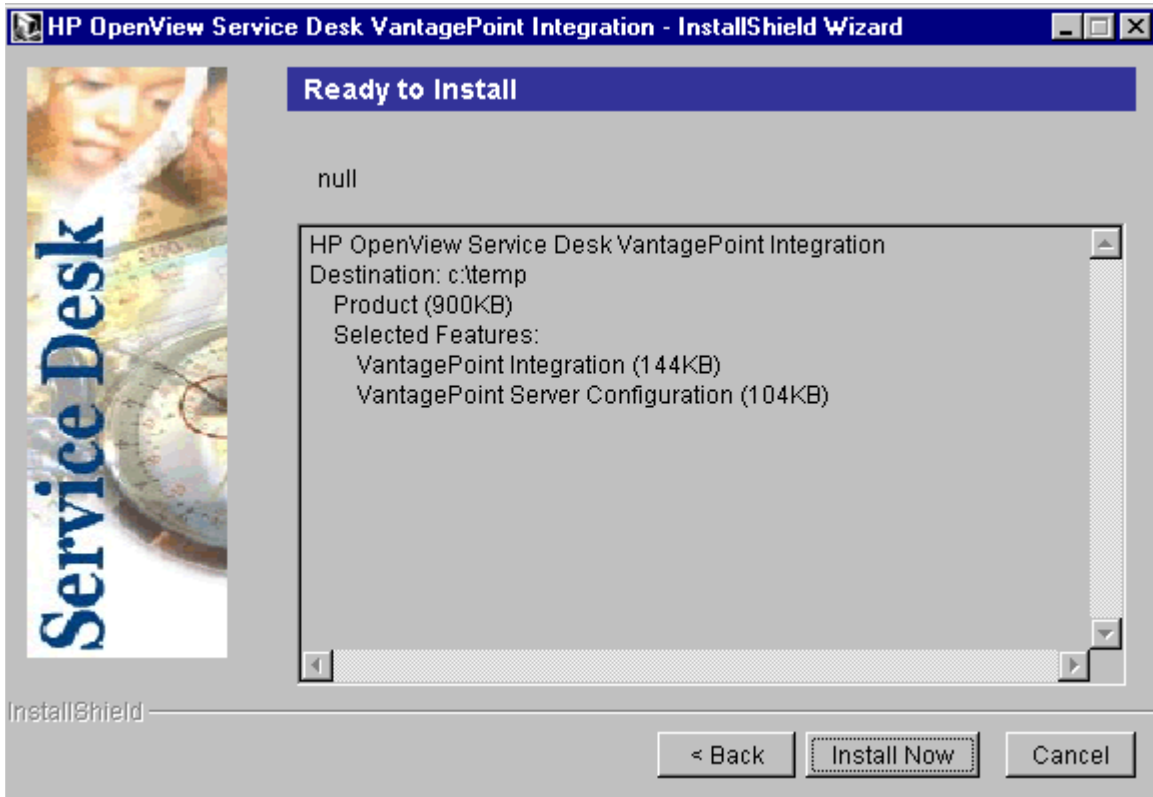 HP OpenView Service Desk VantagePoint Integration - InstallShield Wizard
Service Desk
Ready to Install
null
HP OpenView Service Desk VantagePoint Integration
Destination: c:\temp
Product (900KB)
Selected Features:
VantagePoint Integration (144KB)
VantagePoint Server Configuration (104KB)
InstallShield
< Back
Install Now
Cancel